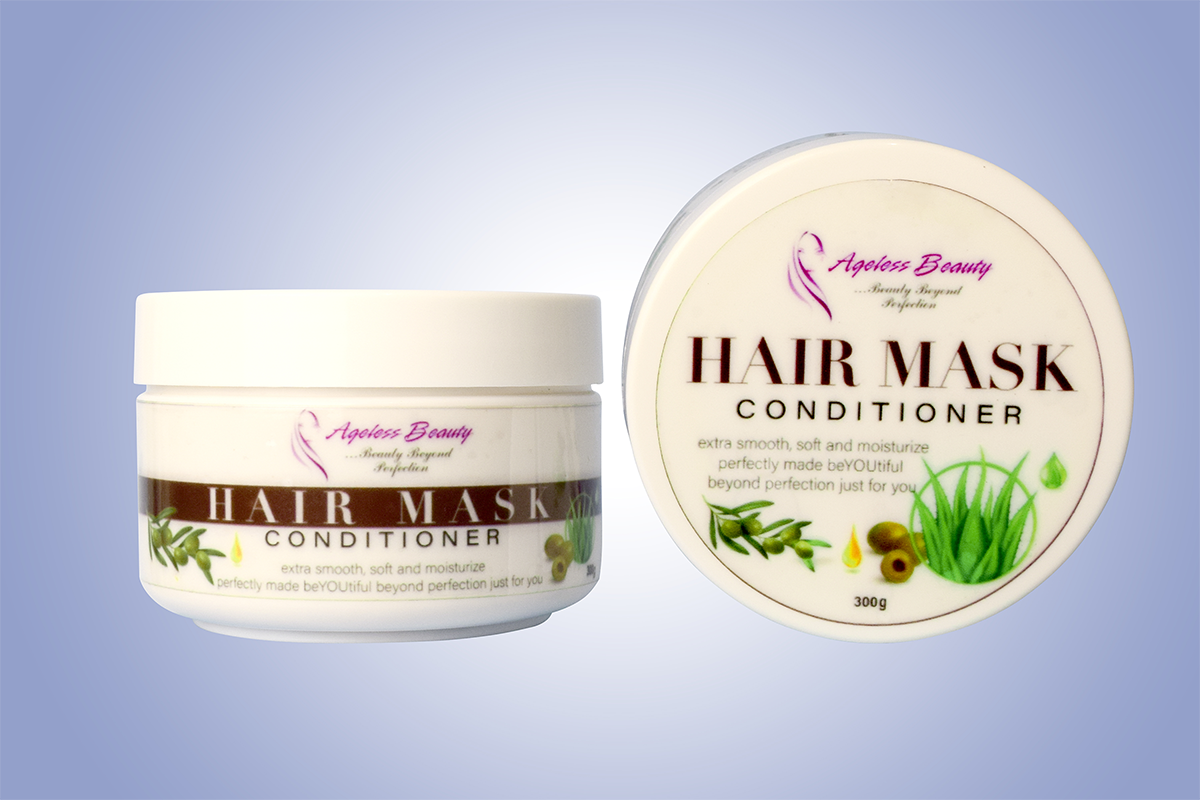 Ageless Beauty
...Beauty Beyond
Perfection
HAIR MASK
CONDITIONER
extra smooth, soft and moisturize
perfectly made beYOUtiful beyond perfection just for you
300g
Ageless Beauty
...Beauty Beyond
Perfection
HAIR MASK
CONDITIONER
extra smooth, soft and moisturize
perfectly made beYOUtiful
beyond perfection just for you
300g